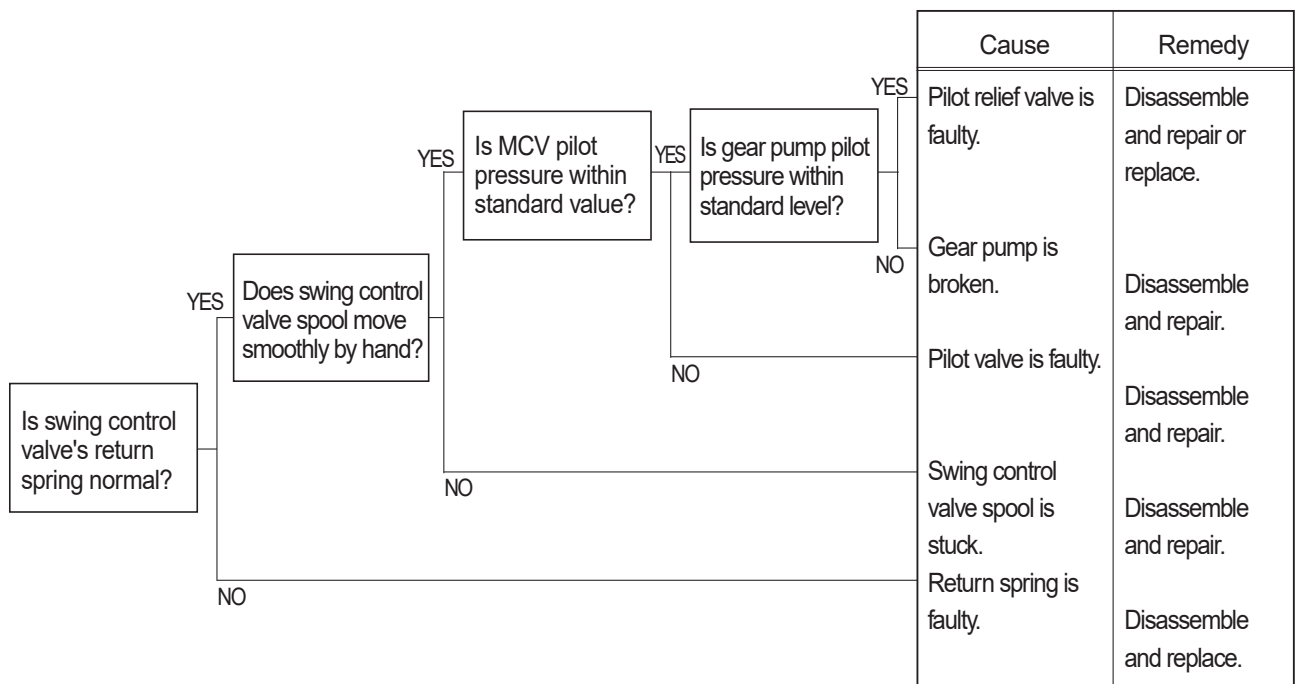 Cause
Remedy
YES
Pilot relief valve is
faulty.
Disassemble
and repair or
replace.
YES
Is MCV pilot
pressure within
standard value?
YES
Is gear pump pilot
pressure within
standard level?
NO
Gear pump is
broken.
Disassemble
and repair.
YES
Does swing control
valve spool move
smoothly by hand?
NO
Pilot valve is faulty.
Disassemble
and repair.
Is swing control
valve's return
spring normal?
NO
Swing control
valve spool is
stuck.
Disassemble
and repair.
NO
Return spring is
faulty.
Disassemble
and replace.